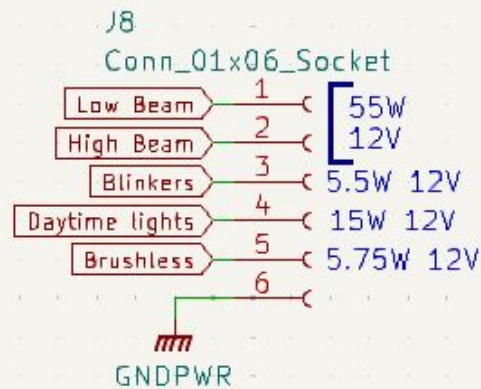 J8
Conn_01x06_Socket
Low Beam 1 55W
High Beam 2 12V
Blinkers 3 5.5W 12V
Daytime lights 4 15W 12V
Brushless 5 5.75W 12V
6
GNDPWR